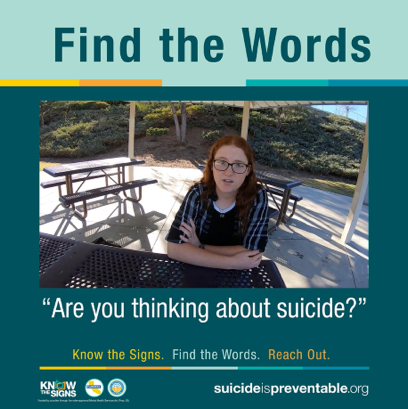 Find the Words
“Are you thinking about suicide?”
Know the Signs. Find the Words. Reach Out.
KNOW
THE SIGNS
suicideispreventable.org